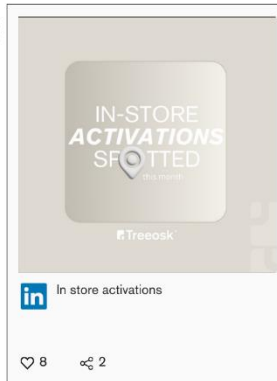 IN-STORE
ACTIVATIONS
SPOTTED
this month
Treeosk
in
In store activations
8
2